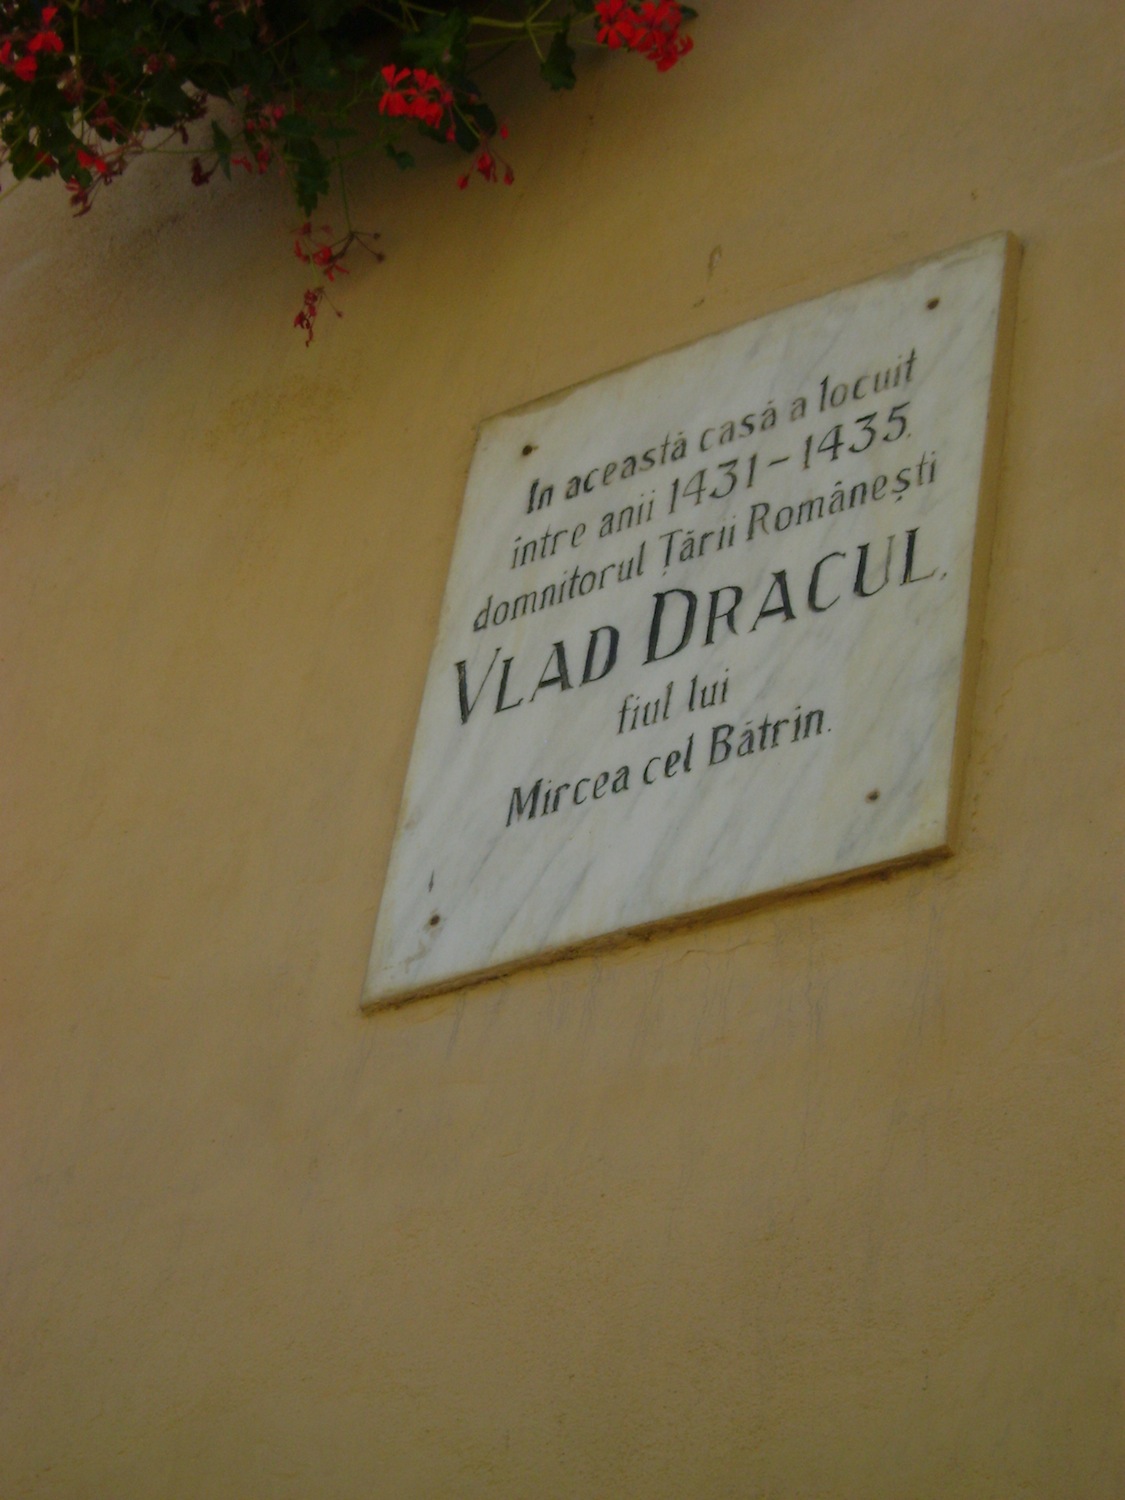 In această casă a locuit
între anii 1431-1435.
domnitorul Țării Românești
VLAD DRACUL,
fiul lui
Mircea cel Bătrin.